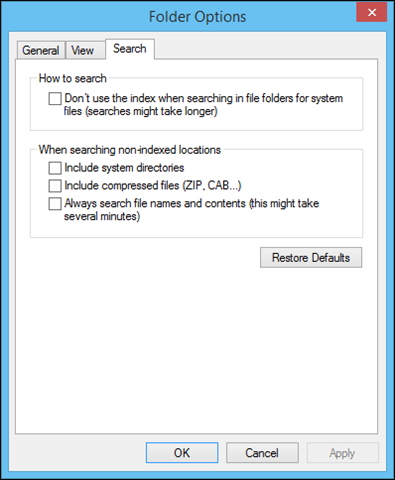 Folder Options
General
View
Search
How to search
Don't use the index when searching in file folders for system
files (searches might take longer)
When searching non-indexed locations
Include system directories
Include compressed files (ZIP, CAB...)
Always search file names and contents (this might take
several minutes)
Restore Defaults
OK
Cancel
Apply